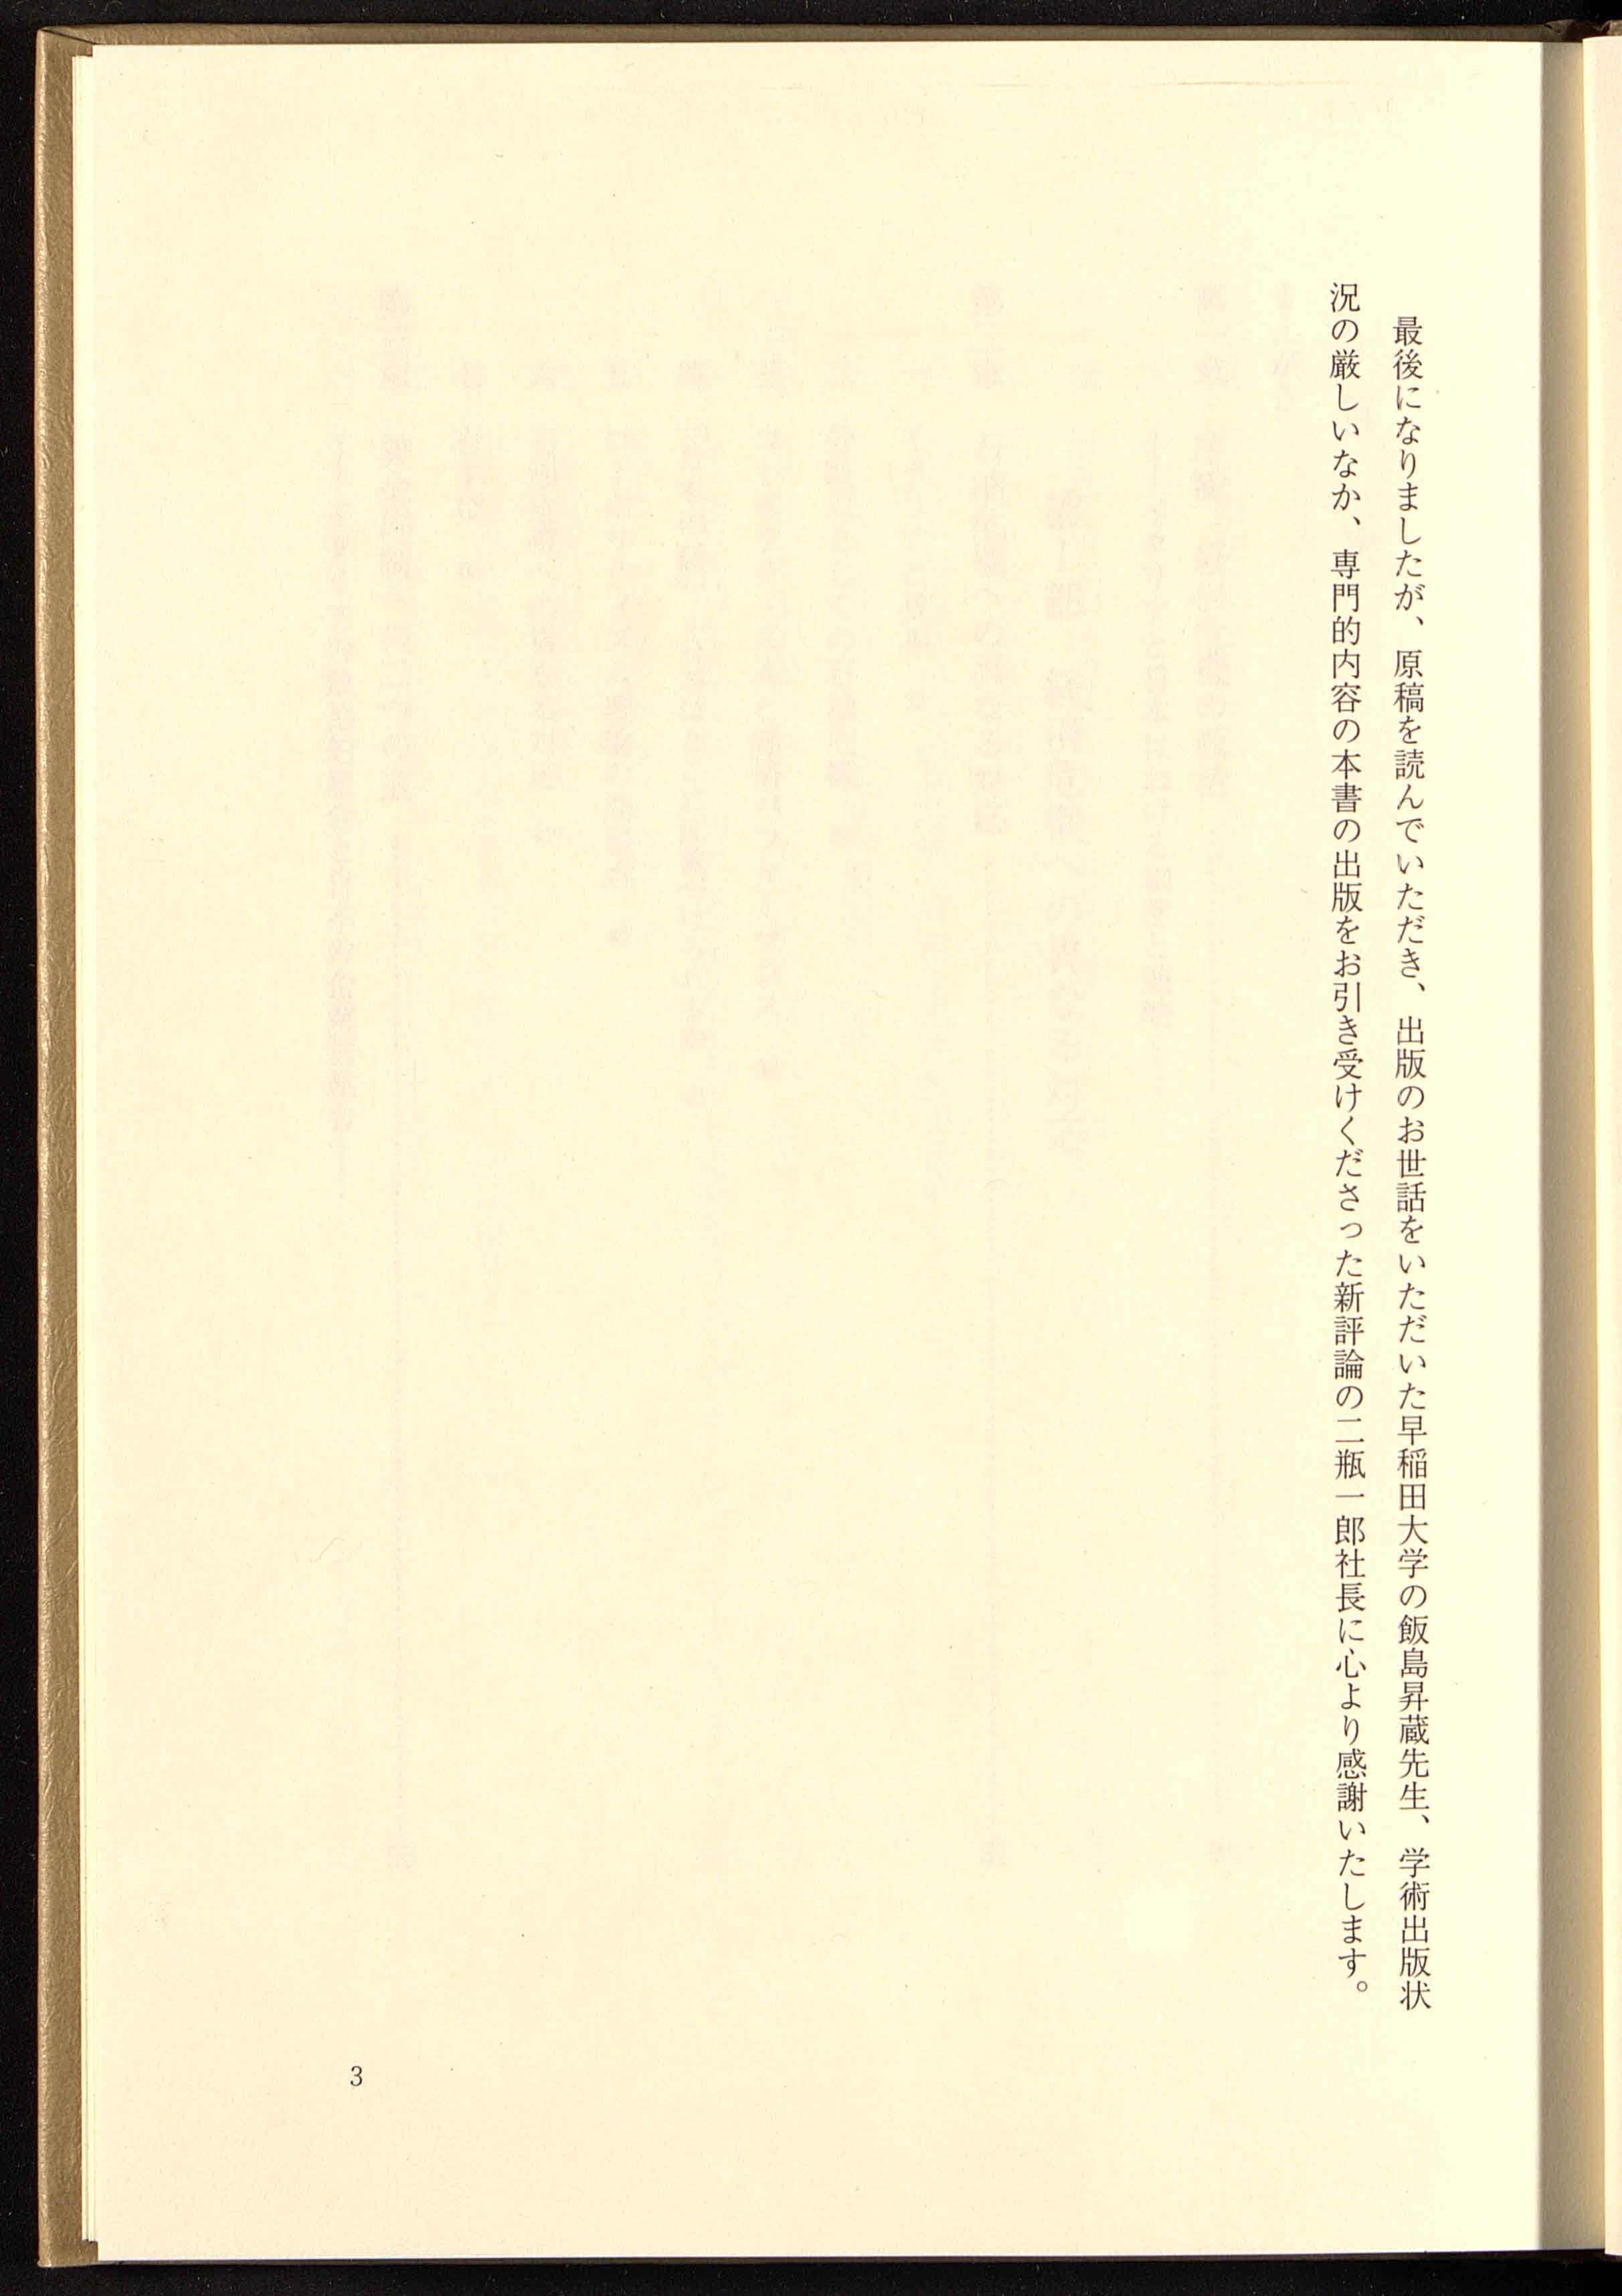 最後になりましたが、原稿を読んでいただき、出版のお世話をいただいた早稲田大学の飯島昇蔵先生、学術出版状
況の厳しいなか、専門的内容の本書の出版をお引き受けくださった新評論の二瓶一郎社長に心より感謝いたします。
3